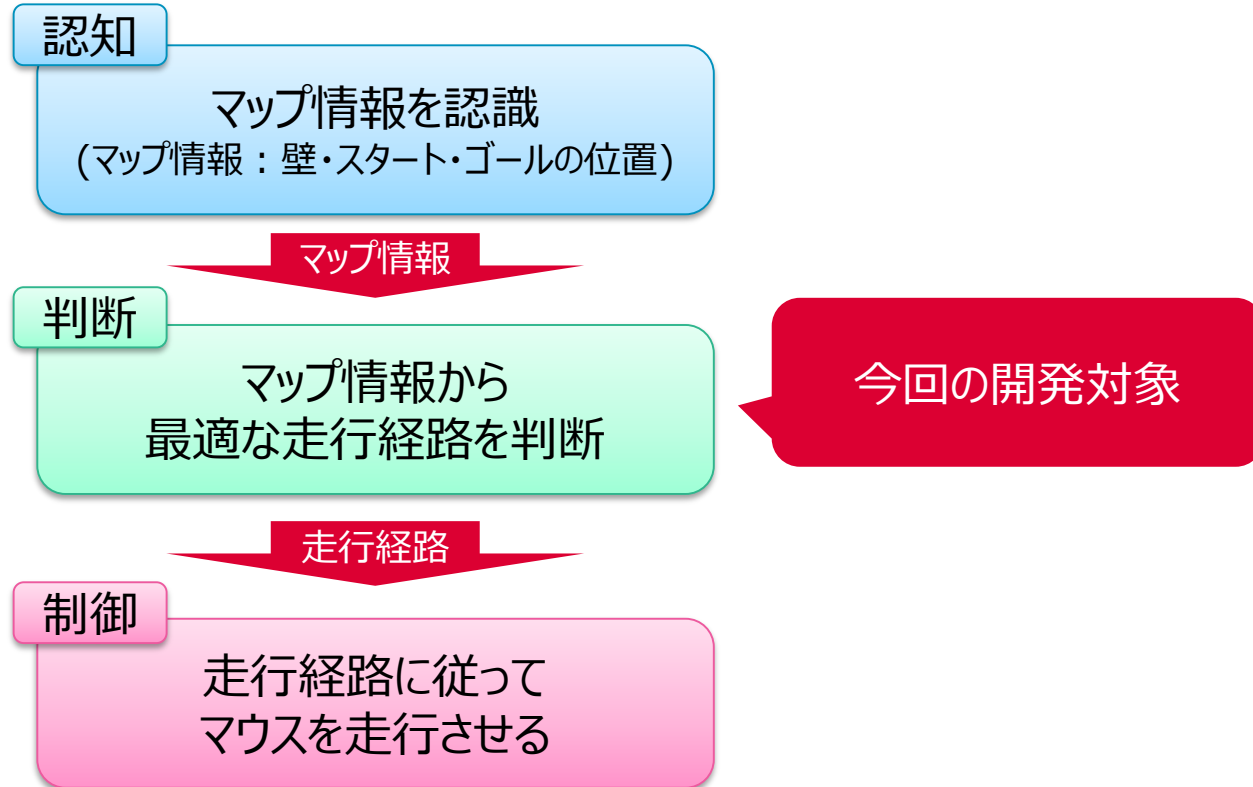 認知
マップ情報を認識
(マップ情報：壁・スタート・ゴールの位置)
マップ情報
判断
マップ情報から
最適な走行経路を判断
今回の開発対象
走行経路
制御
走行経路に従って
マウスを走行させる